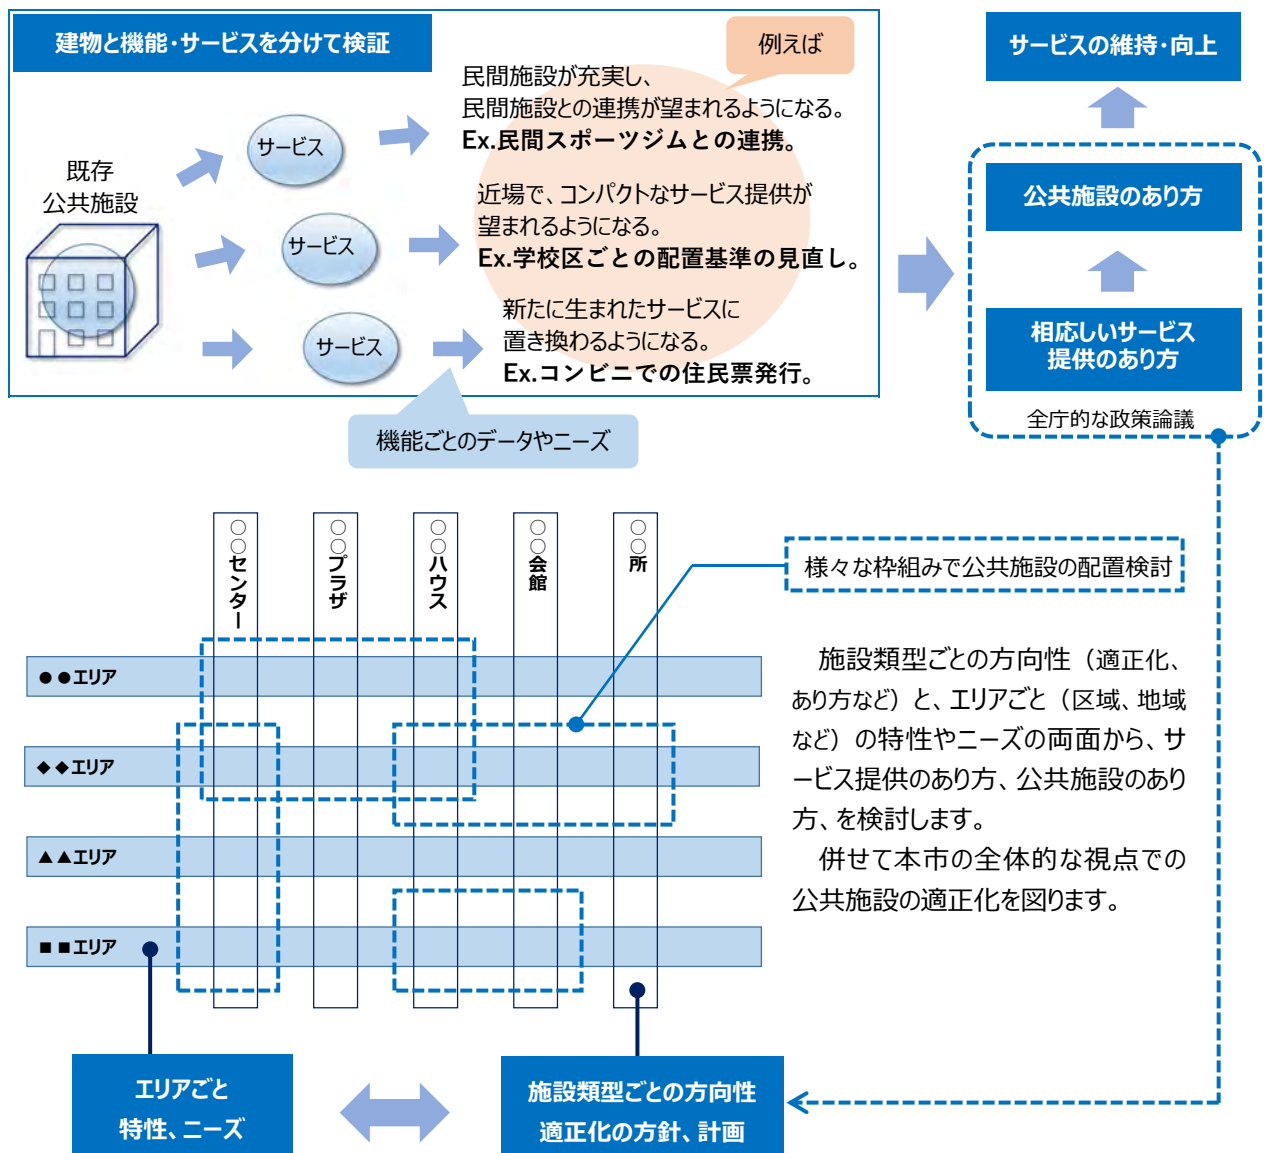 建物と機能・サービスを分けて検証
例えば
民間施設が充実し、
民間施設との連携が望まれるようになる。
Ex.民間スポーツジムとの連携。
サービス
既存
公共施設
近場で、コンパクトなサービス提供が
望まれるようになる。
Ex.学校区ごとの配置基準の見直し。
サービス
新たに生まれたサービスに
置き換わるようになる。
Ex.コンビニでの住民票発行。
サービス
機能ごとのデータやニーズ
サービスの維持・向上
公共施設のあり方
相応しいサービス
提供のあり方
全庁的な政策論議
○○センター
○○プラザ
○○ハウス
○○会館
○○所
様々な枠組みで公共施設の配置検討
●●エリア
◆◆エリア
▲▲エリア
■■エリア
施設類型ごとの方向性（適正化、
あり方など）と、エリアごと（区域、地域
など）の特性やニーズの両面から、サ
ービス提供のあり方、公共施設のあり
方、を検討します。
併せて本市の全体的な視点での
公共施設の適正化を図ります。
エリアごと
特性、ニーズ
施設類型ごとの方向性
適正化の方針、計画